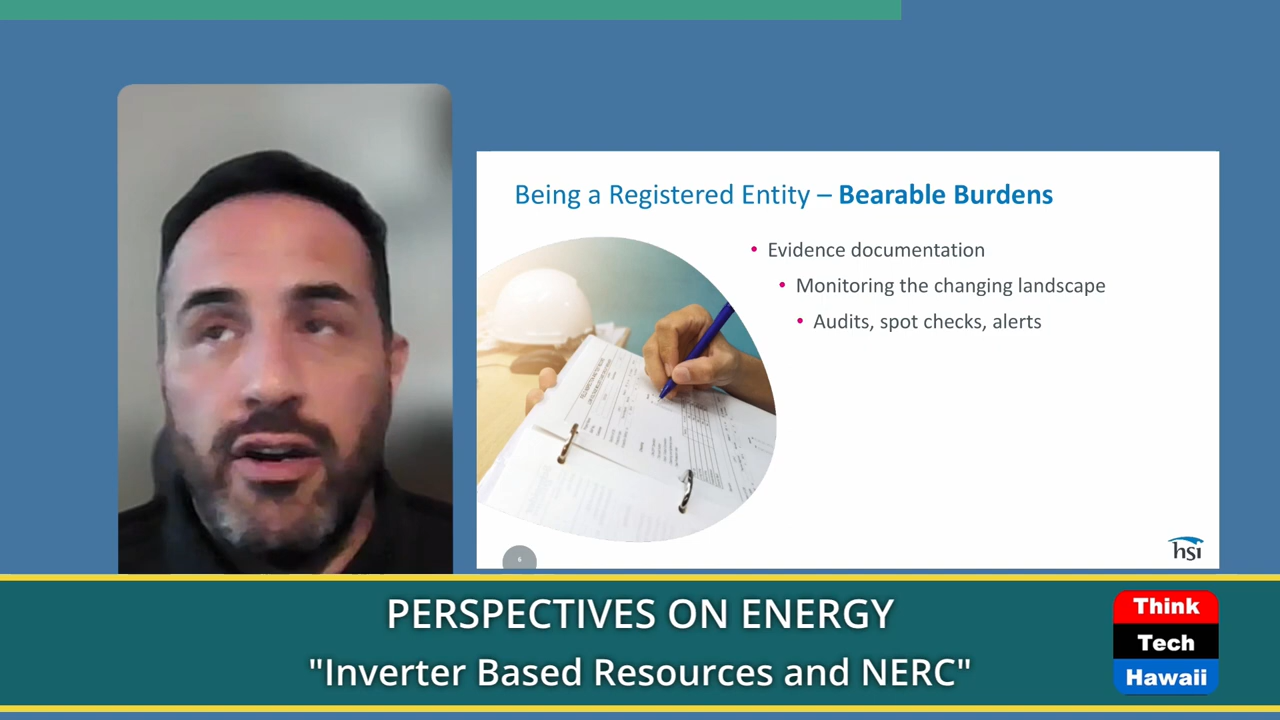 Being a Registered Entity – Bearable Burdens
• Evidence documentation
• Monitoring the changing landscape
• Audits, spot checks, alerts
hsi
PERSPECTIVES ON ENERGY
"Inverter Based Resources and NERC"
Think
Tech
Hawaii